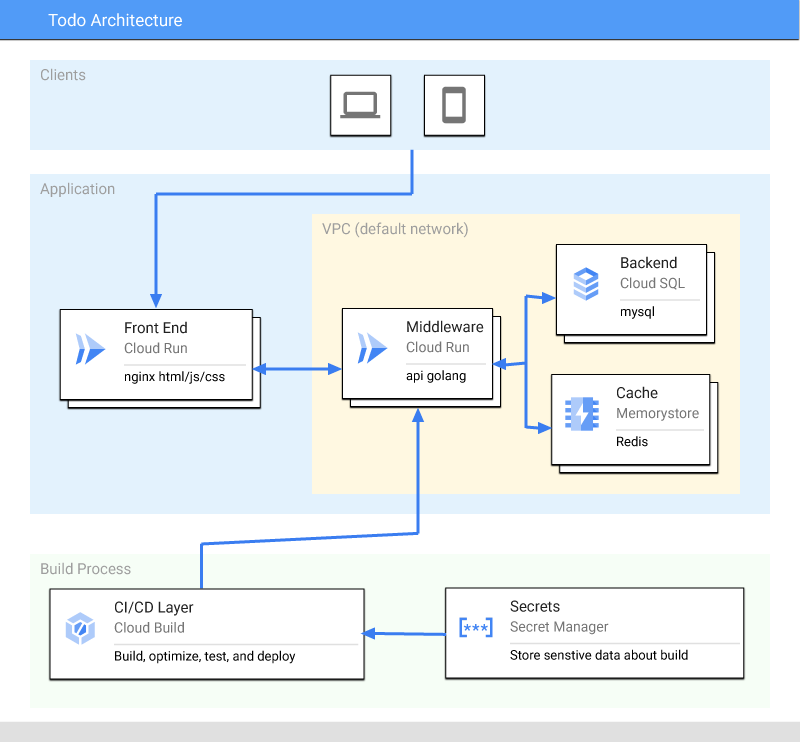 Todo Architecture
Clients
Application
VPC (default network)
Backend
Cloud SQL
mysql
Front End
Cloud Run
nginx html/js/css
Middleware
Cloud Run
api golang
Cache
Memorystore
Redis
Build Process
CI/CD Layer
Cloud Build
Build, optimize, test, and deploy
[***]
Secrets
Secret Manager
Store senstive data about build